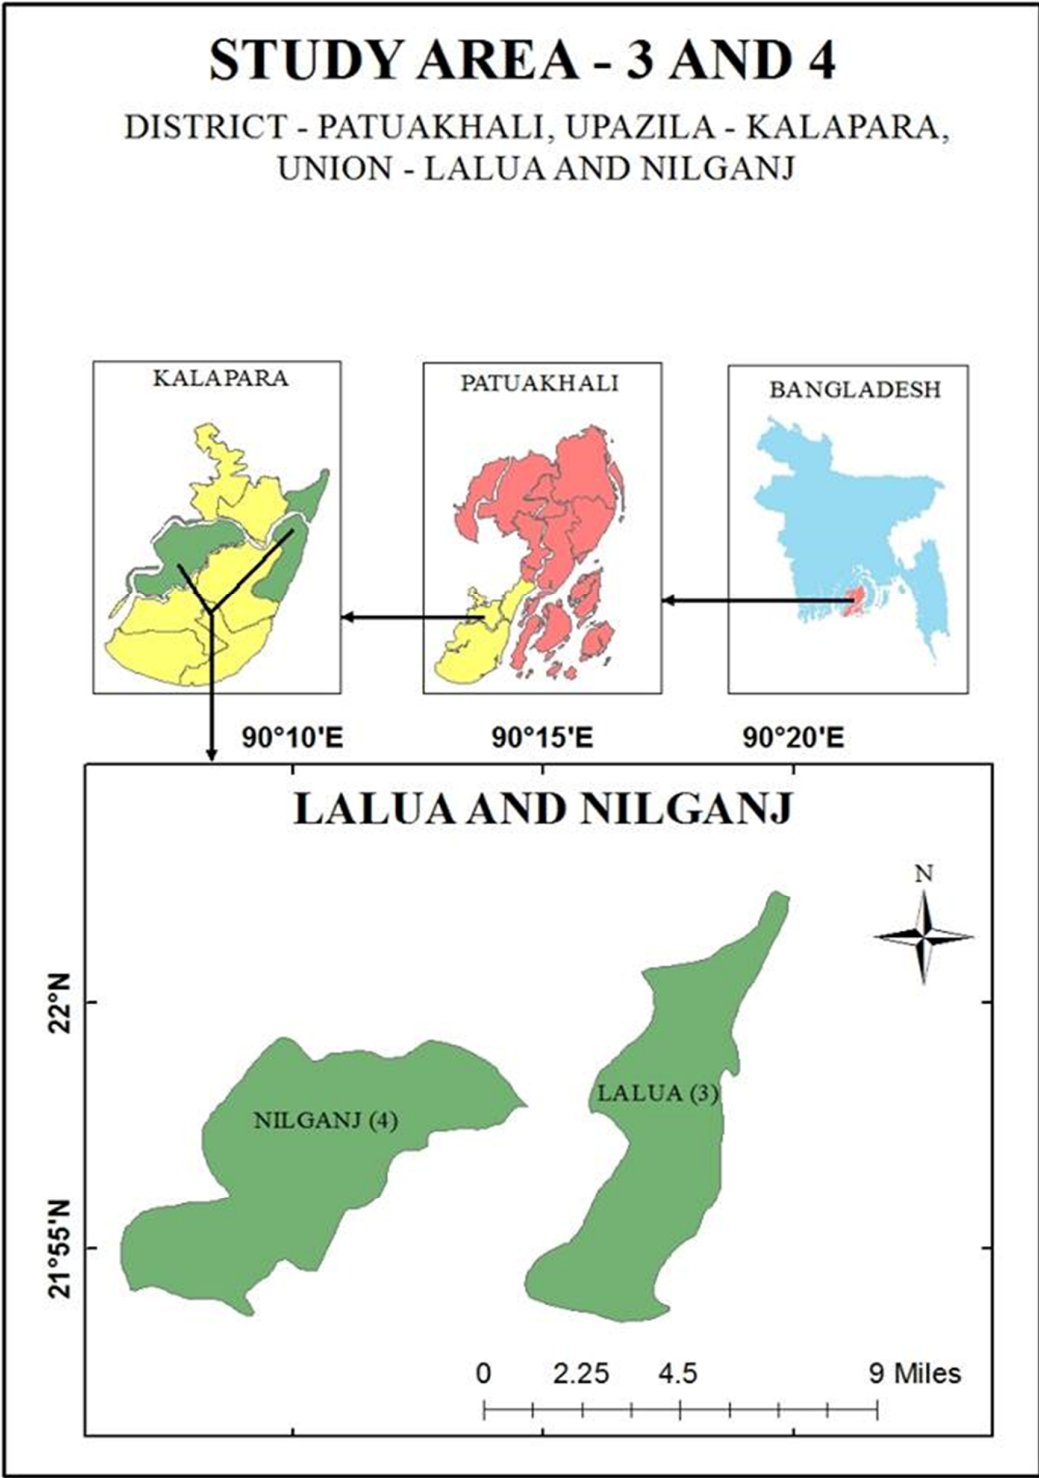 STUDY AREA - 3 AND 4
DISTRICT - PATUAKHALI, UPAZILA - KALAPARA,
UNION - LALUA AND NILGANJ
KALAPARA
PATUAKHALI
BANGLADESH
90°10'E
90°15'E
90°20'E
LALUA AND NILGANJ
N
22°N
LALUA (3)
NILGANJ (4)
21°55'N
0 2.25 4.5 9 Miles